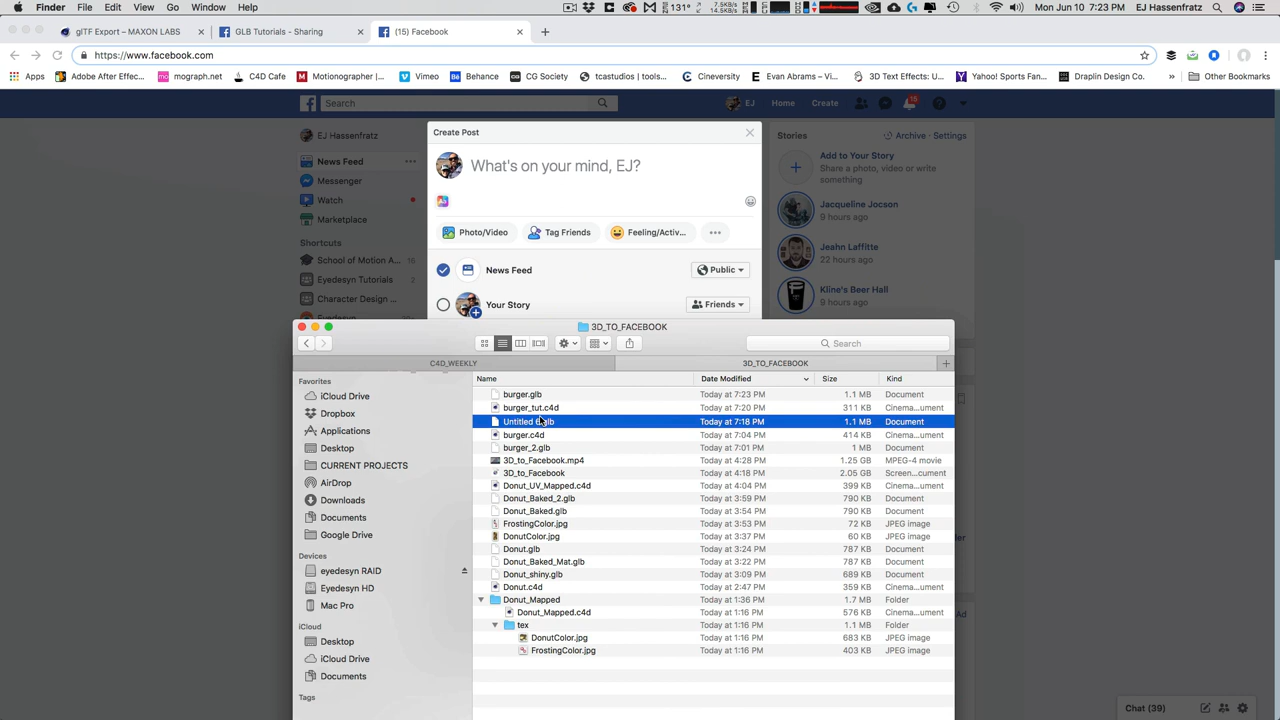 Finder File Edit View Go Window Help 131° 7.5KB/s 14.5KB/s Mon Jun 10 7:23 PM EJ Hassenfratz
glTF Export – MAXON LABS
GLB Tutorials - Sharing
(15) Facebook
https://www.facebook.com
Apps Adobe After Effec... mograph.net C4D Cafe Motionographer |... Vimeo Behance CG Society tcastudios | tools... Cineversity Evan Abrams – Vi... 3D Text Effects: U... Yahoo! Sports Fan... Draplin Design Co. » Other Bookmarks
Search
EJ Home Create
EJ Hassenfratz
News Feed
Messenger
Watch
Marketplace
Shortcuts
School of Motion A... 16
Eyedesyn Tutorials 2
Character Design ...
Create Post
What's on your mind, EJ?
Photo/Video Tag Friends Feeling/Activ...
News Feed Public
Your Story Friends
Stories Archive · Settings
Add to Your Story
Share a photo, video or write
something
Jacqueline Jocson
9 hours ago
Jeahn Laffitte
22 hours ago
Kline's Beer Hall
9 hours ago
3D_TO_FACEBOOK
Search
C4D_WEEKLY 3D_TO_FACEBOOK
Favorites
iCloud Drive
Dropbox
Applications
Desktop
CURRENT PROJECTS
AirDrop
Downloads
Documents
Google Drive
Devices
eyedesyn RAID
Eyedesyn HD
Mac Pro
iCloud
Desktop
iCloud Drive
Documents
Tags
Name Date Modified Size Kind
burger.glb Today at 7:23 PM 1.1 MB Document
burger_tut.c4d Today at 7:20 PM 311 KB Cinema...ument
Untitled Today at 7:18 PM 1.1 MB Document
burger.c4d Today at 7:04 PM 414 KB Cinema...ument
burger_2.glb Today at 7:01 PM 1 MB Document
3D_to_Facebook.mp4 Today at 4:28 PM 1.25 GB MPEG-4 movie
3D_to_Facebook Today at 4:18 PM 2.05 GB Screen...cument
Donut_UV_Mapped.c4d Today at 4:04 PM 399 KB Cinema...ument
Donut_Baked_2.glb Today at 3:59 PM 790 KB Document
Donut_Baked.glb Today at 3:54 PM 790 KB Document
FrostingColor.jpg Today at 3:53 PM 72 KB JPEG image
DonutColor.jpg Today at 3:37 PM 60 KB JPEG image
Donut.glb Today at 3:24 PM 787 KB Document
Donut_Baked_Mat.glb Today at 3:22 PM 787 KB Document
Donut_shiny.glb Today at 3:09 PM 689 KB Document
Donut.c4d Today at 2:47 PM 359 KB Cinema...ument
Donut_Mapped Today at 1:36 PM 1.7 MB Folder
Donut_Mapped.c4d Today at 1:16 PM 576 KB Cinema...ument
tex Today at 1:16 PM 1.1 MB Folder
DonutColor.jpg Today at 1:16 PM 683 KB JPEG image
FrostingColor.jpg Today at 1:16 PM 403 KB JPEG image
Chat (39)